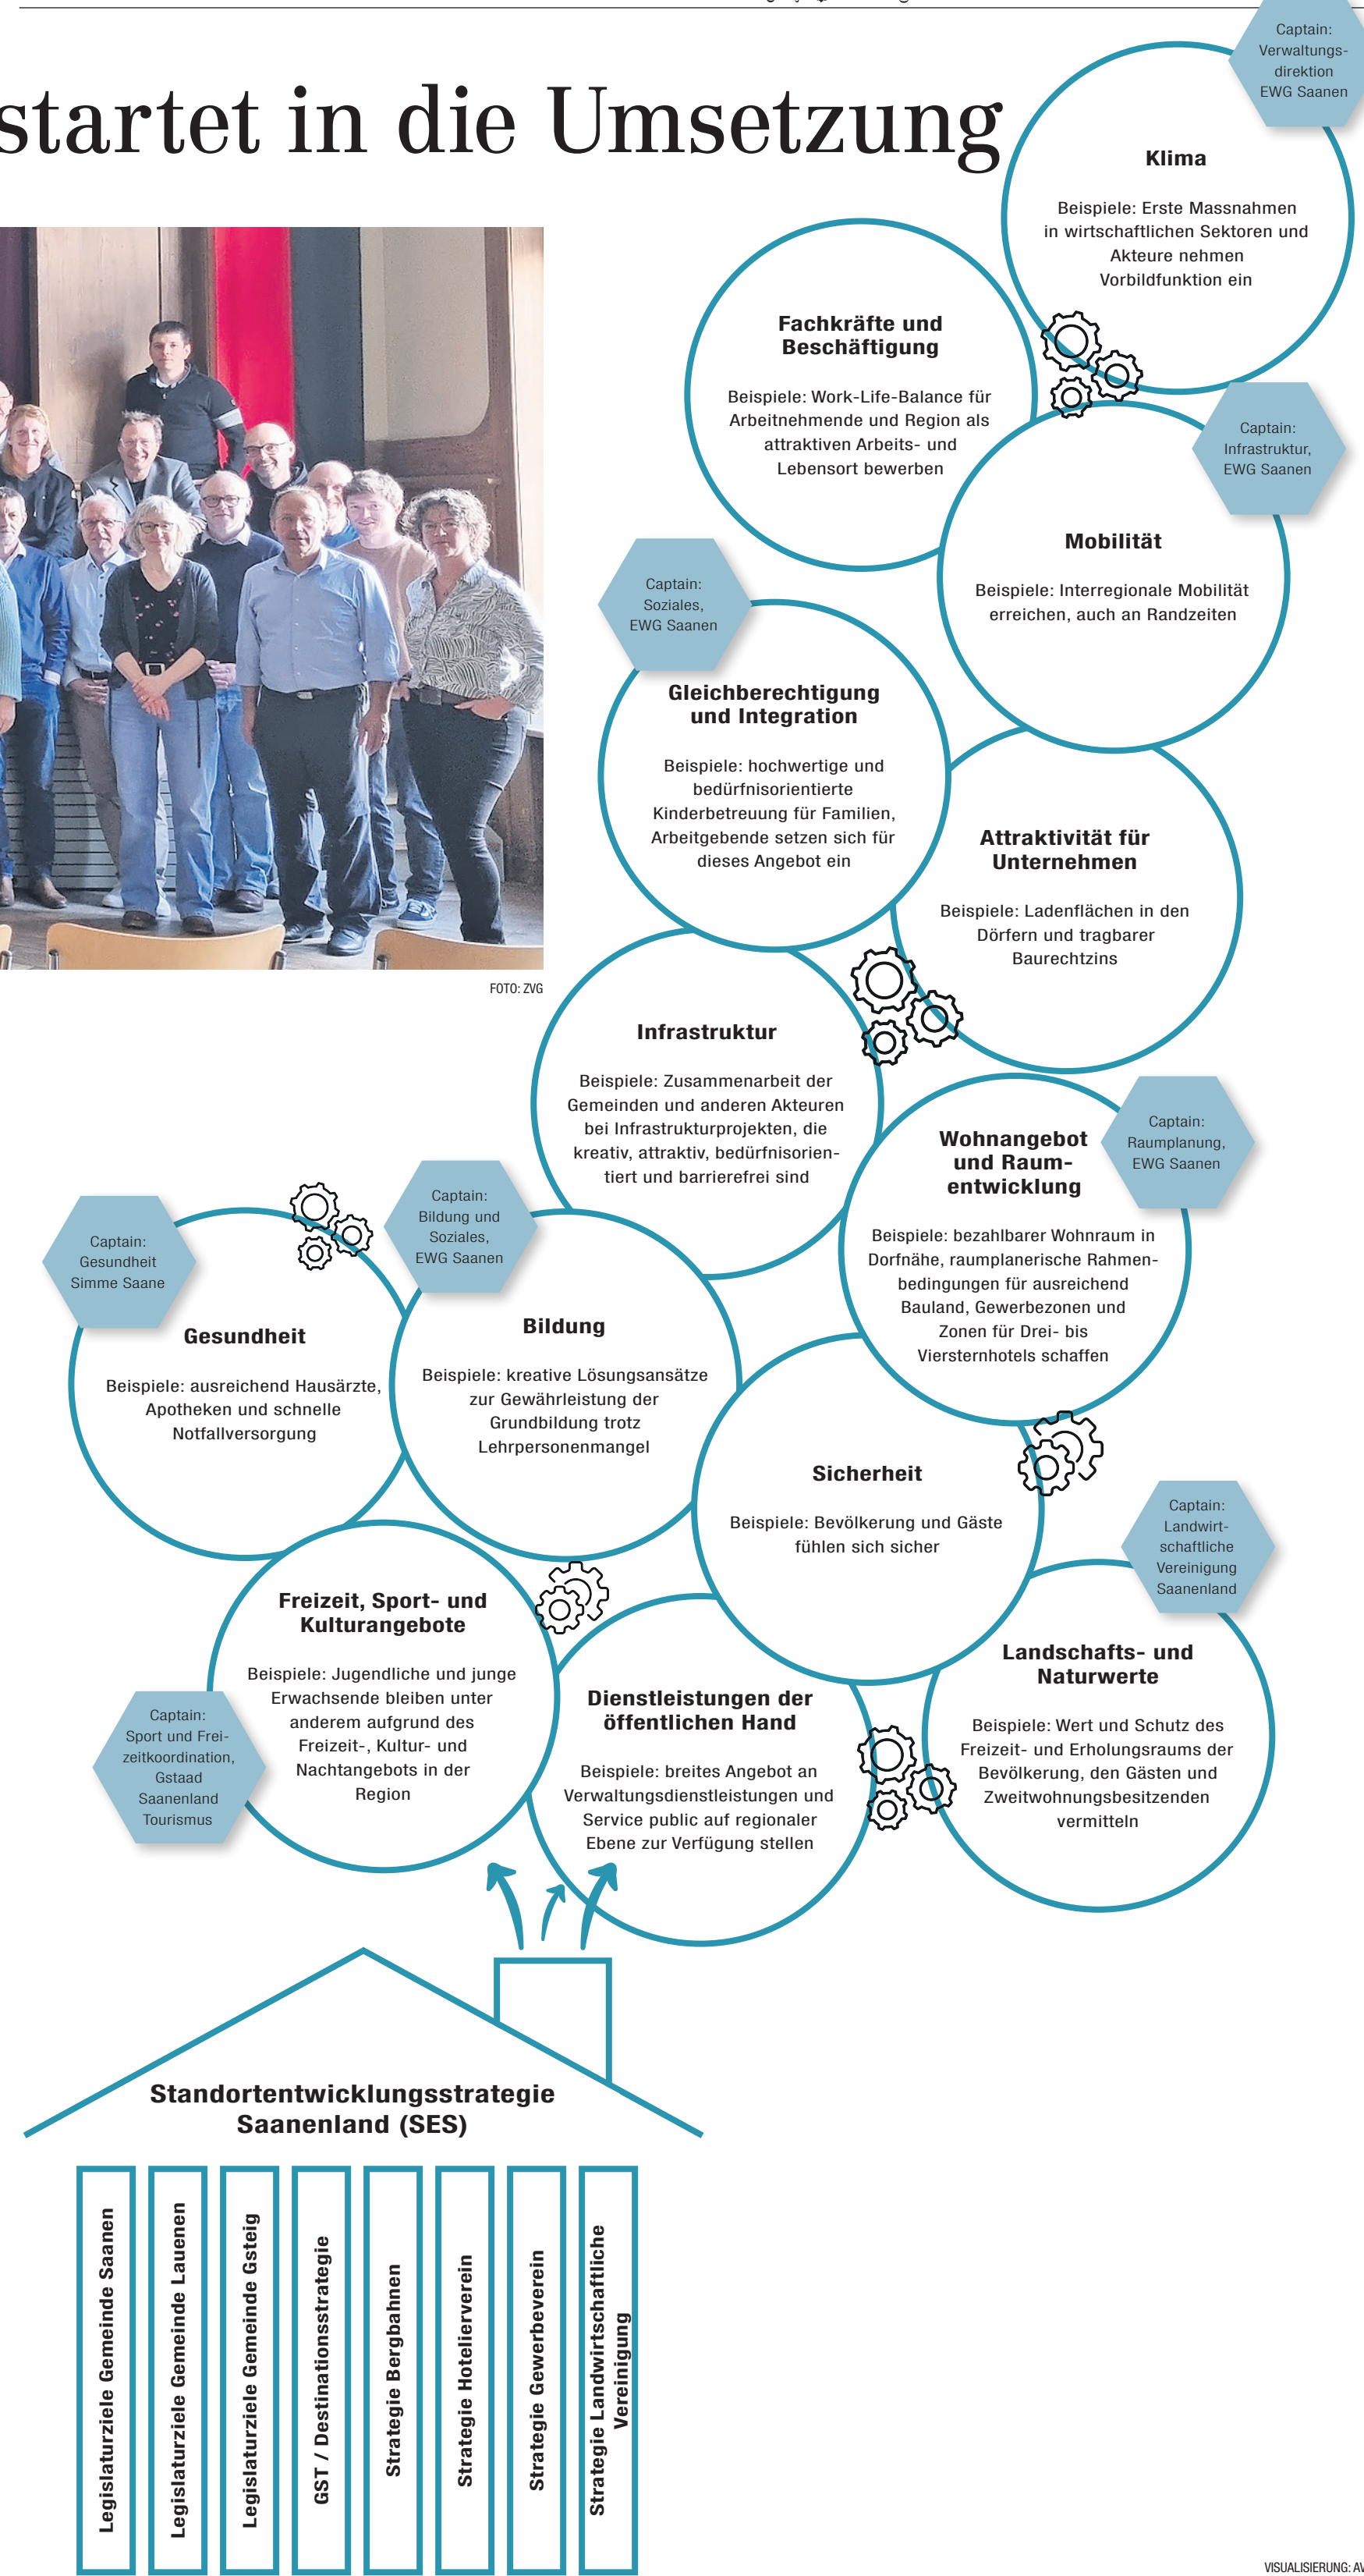 startet in die Umsetzung
Captain:
Verwaltungs-
direktion
EWG Saanen
Klima
Beispiele: Erste Massnahmen
in wirtschaftlichen Sektoren und
Akteure nehmen
Vorbildfunktion ein
Fachkräfte und
Beschäftigung
Beispiele: Work-Life-Balance für
Arbeitnehmende und Region als
attraktiven Arbeits- und
Lebensort bewerben
Captain:
Infrastruktur,
EWG Saanen
Mobilität
Beispiele: Interregionale Mobilität
erreichen, auch an Randzeiten
Captain:
Soziales,
EWG Saanen
Gleichberechtigung
und Integration
Beispiele: hochwertige und
bedürfnisorientierte
Kinderbetreuung für Familien,
Arbeitgebende setzen sich für
dieses Angebot ein
Attraktivität für
Unternehmen
Beispiele: Ladenflächen in den
Dörfern und tragbarer
Baurechtzins
FOTO: ZVG
Infrastruktur
Beispiele: Zusammenarbeit der
Gemeinden und anderen Akteuren
bei Infrastrukturprojekten, die
kreativ, attraktiv, bedürfnisorien-
tiert und barrierefrei sind
Captain:
Raumplanung,
EWG Saanen
Wohnangebot
und Raum-
entwicklung
Beispiele: bezahlbarer Wohnraum in
Dorfnähe, raumplanerische Rahmen-
bedingungen für ausreichend
Bauland, Gewerbezonen und
Zonen für Drei- bis
Viersternhotels schaffen
Captain:
Gesundheit
Simme Saane
Gesundheit
Beispiele: ausreichend Hausärzte,
Apotheken und schnelle
Notfallversorgung
Captain:
Bildung und
Soziales,
EWG Saanen
Bildung
Beispiele: kreative Lösungsansätze
zur Gewährleistung der
Grundbildung trotz
Lehrpersonenmangel
Sicherheit
Beispiele: Bevölkerung und Gäste
fühlen sich sicher
Captain:
Landwirt-
schaftliche
Vereinigung
Saanenland
Landschafts- und
Naturwerte
Beispiele: Wert und Schutz des
Freizeit- und Erholungsraums der
Bevölkerung, den Gästen und
Zweitwohnungsbesitzenden
vermitteln
Freizeit, Sport- und
Kulturangebote
Beispiele: Jugendliche und junge
Erwachsende bleiben unter
anderem aufgrund des
Freizeit-, Kultur- und
Nachtangebots in der
Region
Captain:
Sport und Frei-
zeitkoordination,
Gstaad
Saanenland
Tourismus
Dienstleistungen der
öffentlichen Hand
Beispiele: breites Angebot an
Verwaltungsdienstleistungen und
Service public auf regionaler
Ebene zur Verfügung stellen
Standortentwicklungsstrategie
Saanenland (SES)
Legislaturziele Gemeinde Saanen
Legislaturziele Gemeinde Lauenen
Legislaturziele Gemeinde Gsteig
GST / Destinationsstrategie
Strategie Bergbahnen
Strategie Hotelierverein
Strategie Gewerbeverein
Strategie Landwirtschaftliche
Vereinigung
VISUALISIERUNG: AV